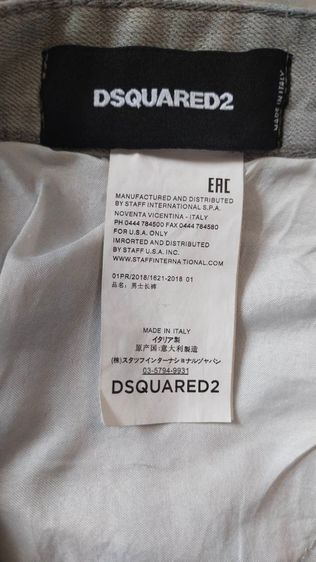 DSQUARED2
MADE IN ITALY
EAC
MANUFACTURED AND DISTRIBUTED
BY STAFF INTERNATIONAL S.P.A.
NOVENTA VICENTINA - ITALY
PH 0444 784500 FAX 0444 784580
FOR U.S.A. ONLY
IMPORTED AND DISTRIBUTED
BY STAFF U.S.A. INC.
WWW.STAFFINTERNATIONAL.COM
01PR/2018/1621-2018 01
品名: 男士长裤
MADE IN ITALY
イタリア製
原产国:意大利製造
(株)スタッフインターナショナルジャパン
03-5794-9931
DSQUARED2